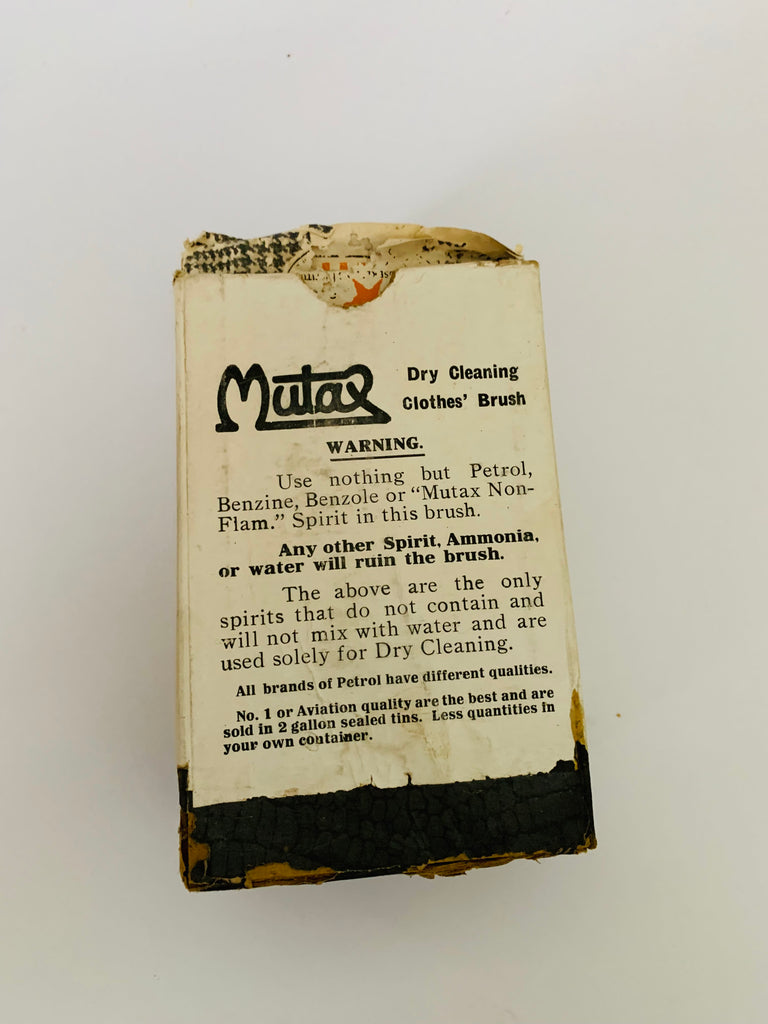 Mutax
Dry Cleaning
Clothes' Brush
WARNING.
Use nothing but Petrol,
Benzine, Benzole or “Mutax Non-
Flam.” Spirit in this brush.
Any other Spirit, Ammonia,
or water will ruin the brush.
The above are the only
spirits that do not contain and
will not mix with water and are
used solely for Dry Cleaning.
All brands of Petrol have different qualities.
No. 1 or Aviation quality are the best and are
sold in 2 gallon sealed tins. Less quantities in
your own container.